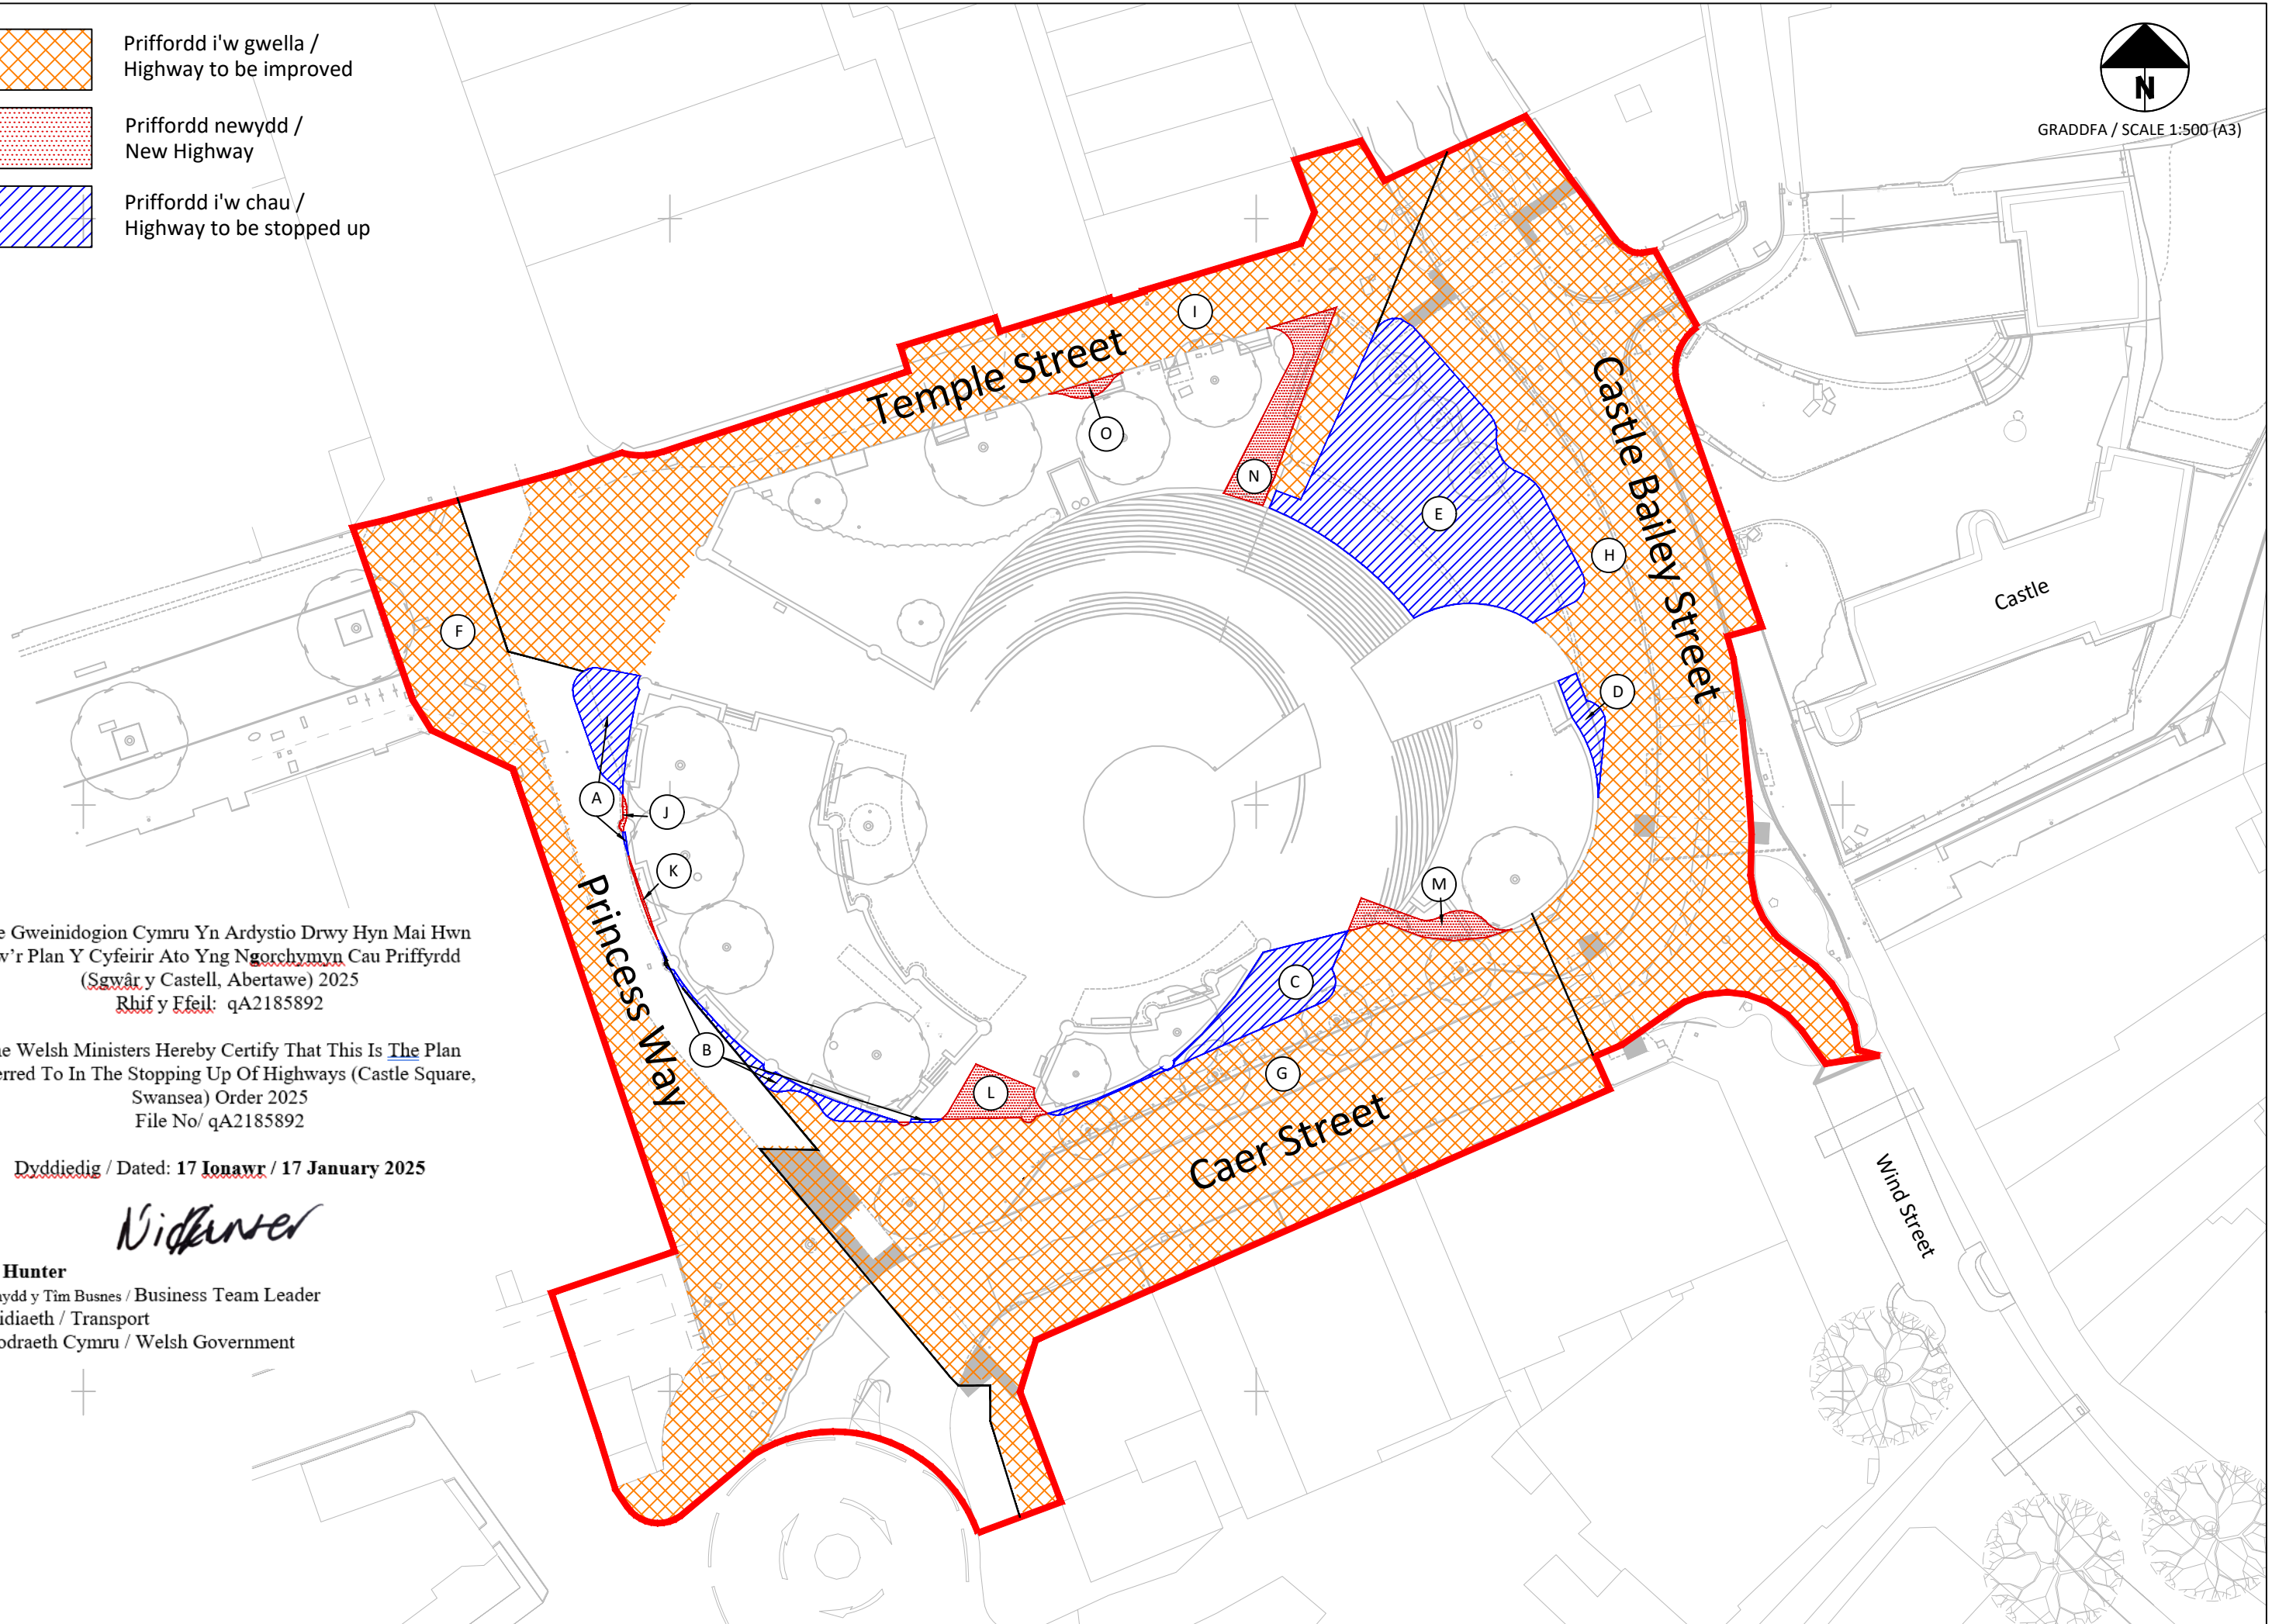 Priffordd i'w gwella /
Highway to be improved
Priffordd newydd /
New Highway
Priffordd i'w chau /
Highway to be stopped up
N
GRADDFA / SCALE 1:500 (A3)
Temple Street
Castle Bailey Street
Castle
Princess Way
Caer Street
Wind Street
I
O
N
E
H
F
D
A
J
K
M
C
B
G
L
Gweinidogion Cymru Yn Ardystio Drwy Hyn Mai Hwn
Plan Y Cyfeirir Ato Yng Ngorchymyn Cau Priffyrdd
(Sgwâr y Castell, Abertawe) 2025
Rhif y Ffeil: qA2185892
Welsh Ministers Hereby Certify That This Is The Plan
To In The Stopping Up Of Highways (Castle Square,
Swansea) Order 2025
File No/ qA2185892
Dyddiedig / Dated: 17 Ionawr / 17 January 2025
Hunter
y Tîm Busnes / Business Team Leader
/ Transport
Cymru / Welsh Government